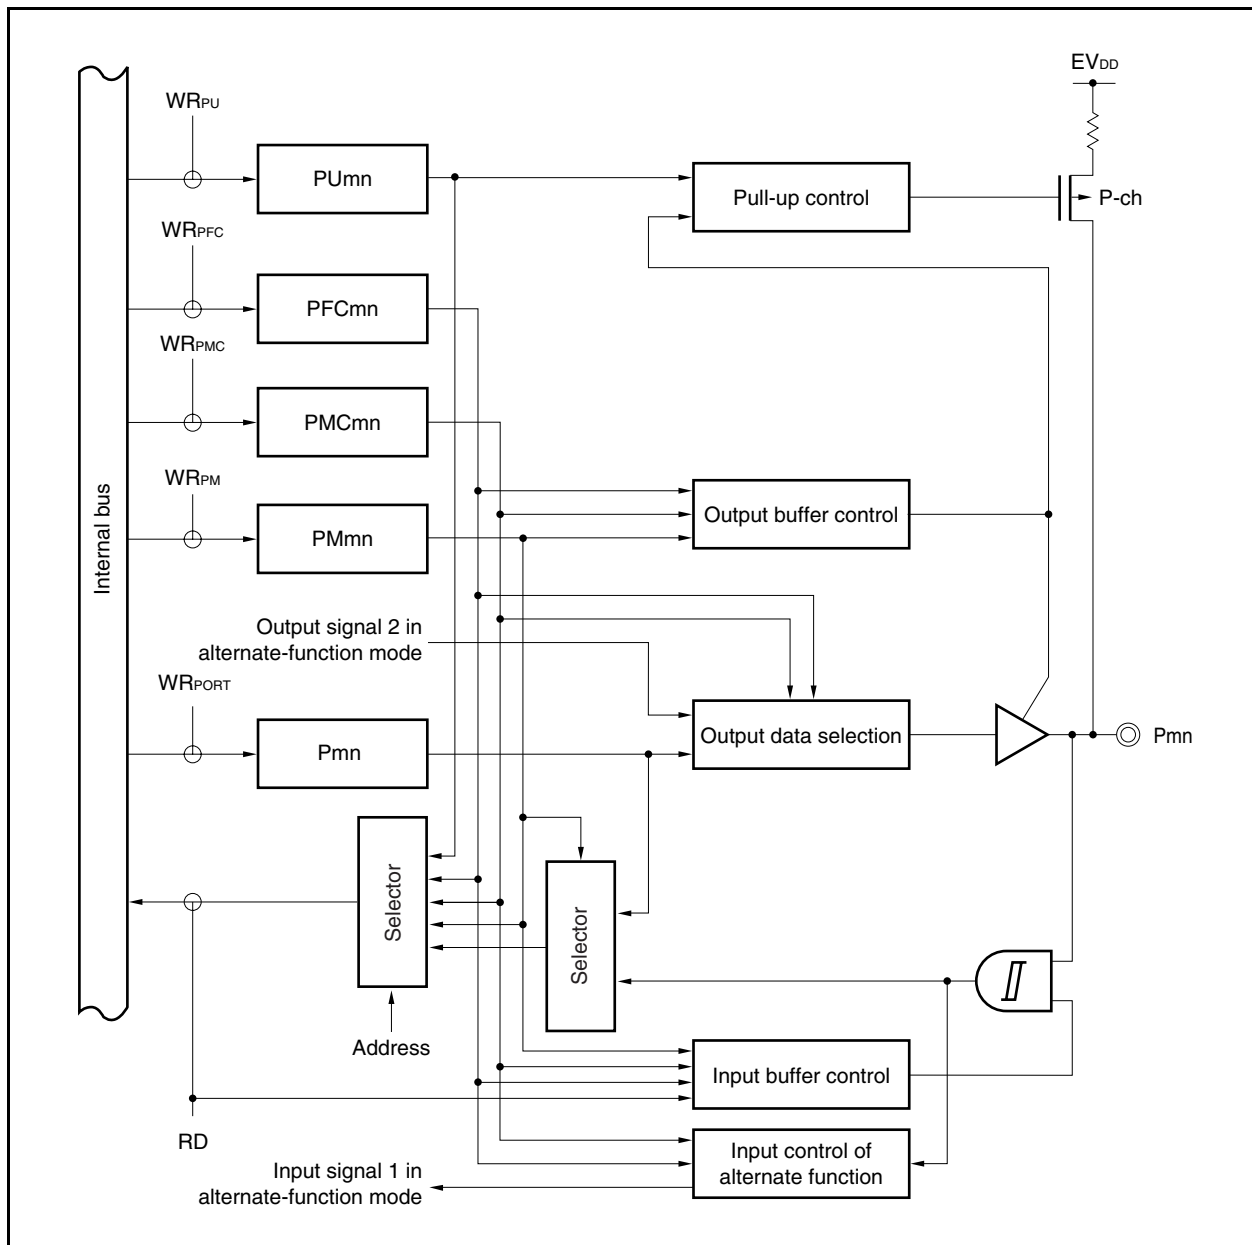 EVDD
WRPU
PUmn
Pull-up control
P-ch
WRPFC
PFCmn
WRPMC
PMCmn
WRPM
PMmn
Output buffer control
Internal bus
Output signal 2 in
alternate-function mode
WRPORT
Pmn
Output data selection
Pmn
Selector
Selector
Address
Input buffer control
RD
Input control of
alternate function
Input signal 1 in
alternate-function mode